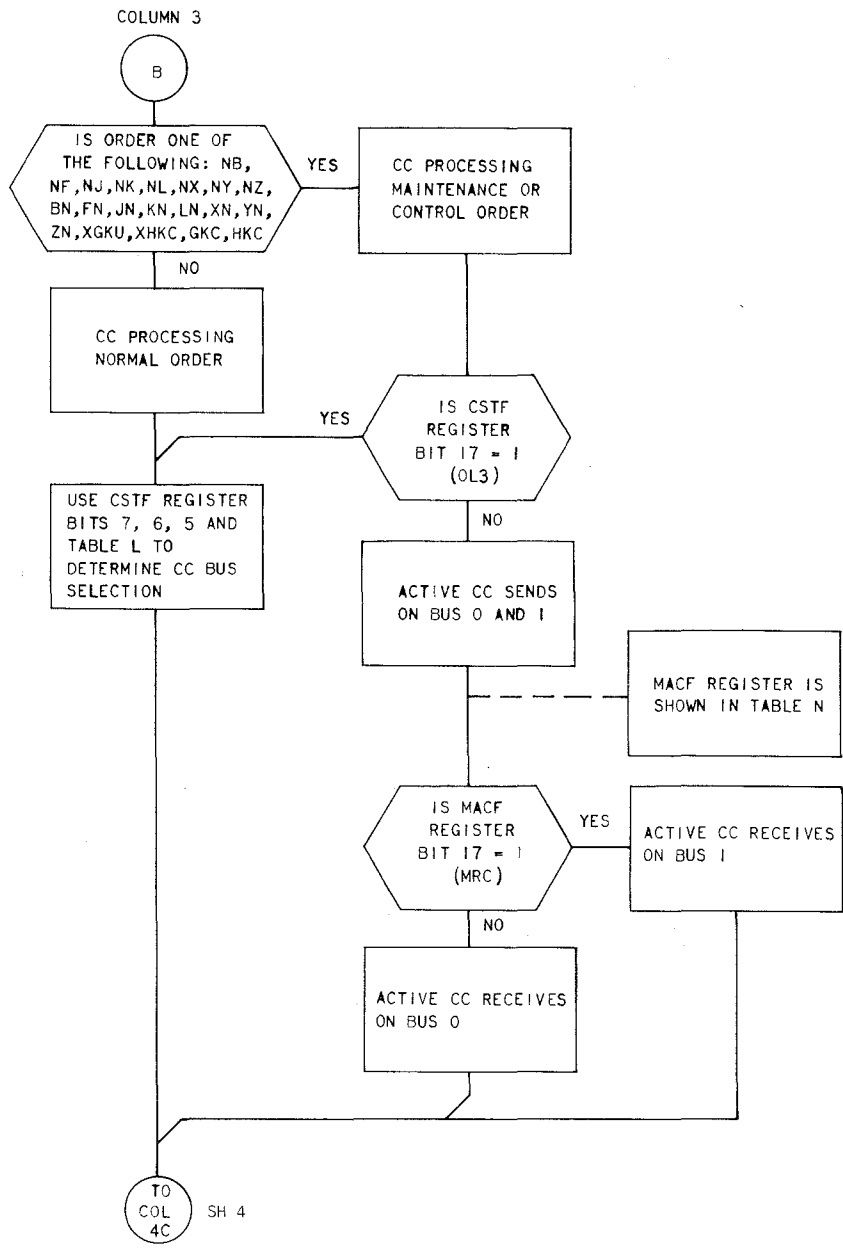 COLUMN 3
B
IS ORDER ONE OF
THE FOLLOWING: NB,
NF,NJ,NK,NL,NX,NY,NZ,
BN,FN,JN,KN,LN,XN,YN,
ZN,XGKU,XHKC,GKC,HKC
YES
CC PROCESSING
MAINTENANCE OR
CONTROL ORDER
NO
CC PROCESSING
NORMAL ORDER
YES
IS CSTF
REGISTER
BIT 17 = 1
(OL3)
NO
USE CSTF REGISTER
BITS 7, 6, 5 AND
TABLE L TO
DETERMINE CC BUS
SELECTION
ACTIVE CC SENDS
ON BUS 0 AND 1
MACF REGISTER IS
SHOWN IN TABLE N
IS MACF
REGISTER
BIT 17 = 1
(MRC)
YES
ACTIVE CC RECEIVES
ON BUS 1
NO
ACTIVE CC RECEIVES
ON BUS 0
TO
COL
4C
SH 4